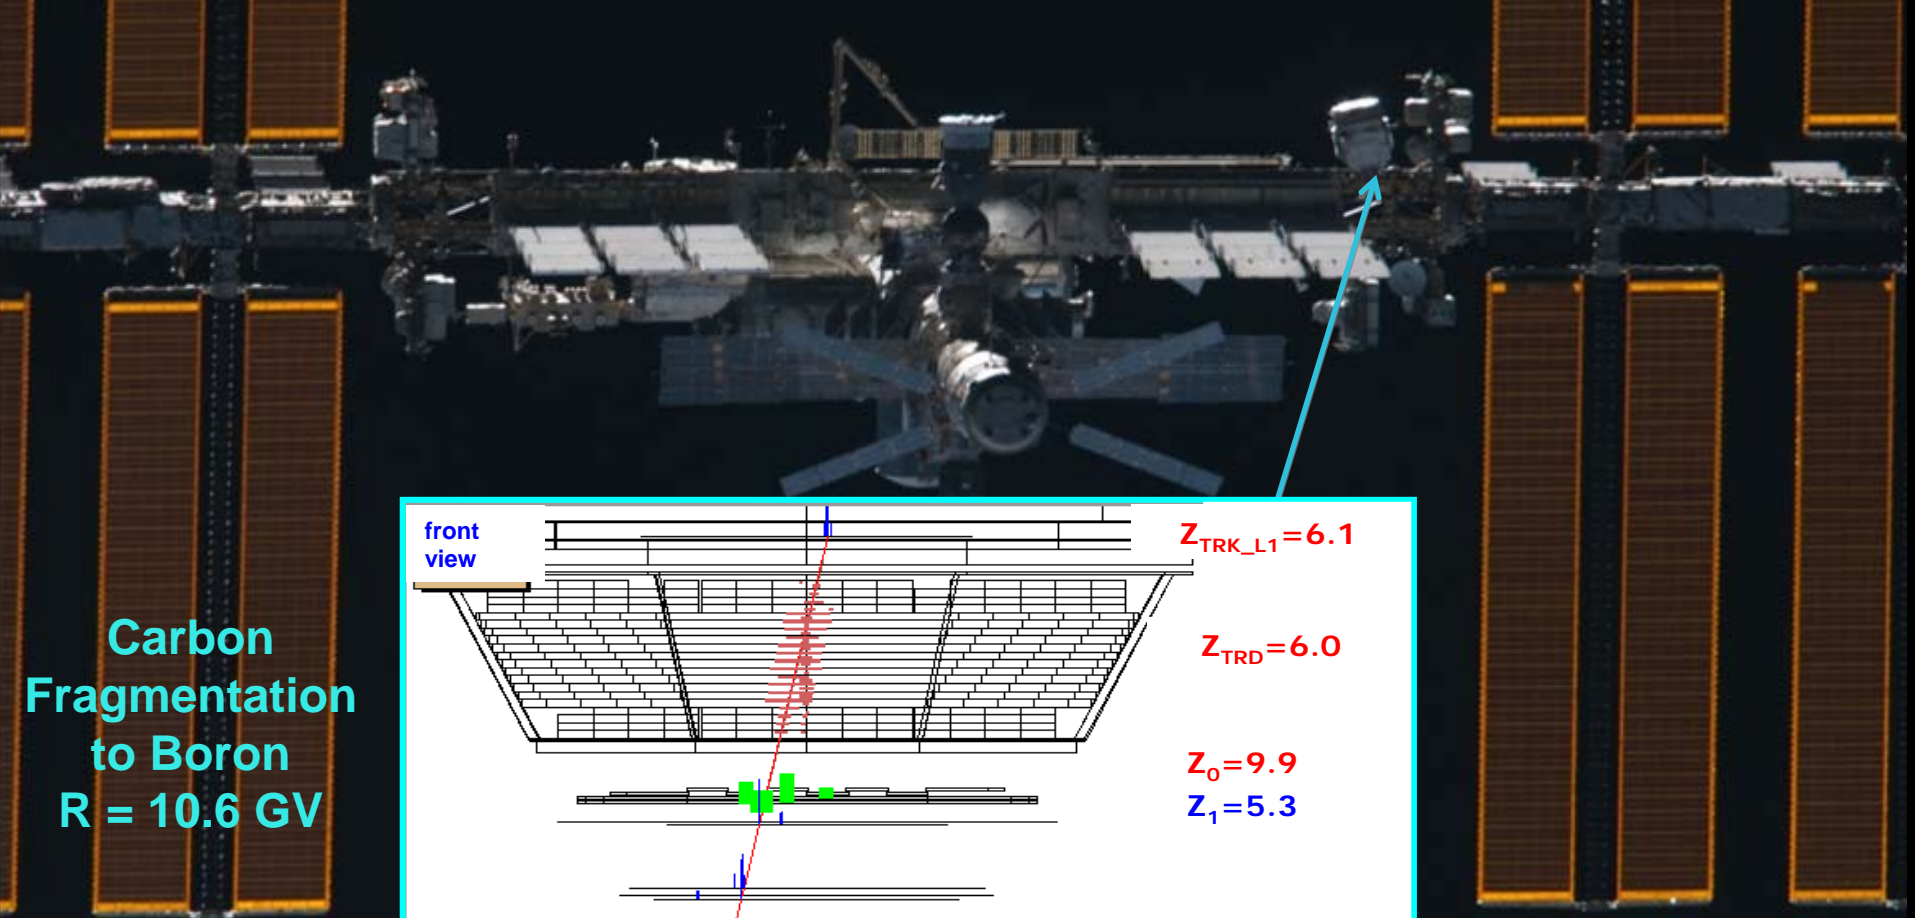 front
view
Z_TRK_L1=6.1
Z_TRD=6.0
Carbon
Fragmentation
to Boron
R = 10.6 GV
Z_0=9.9
Z_1=5.3